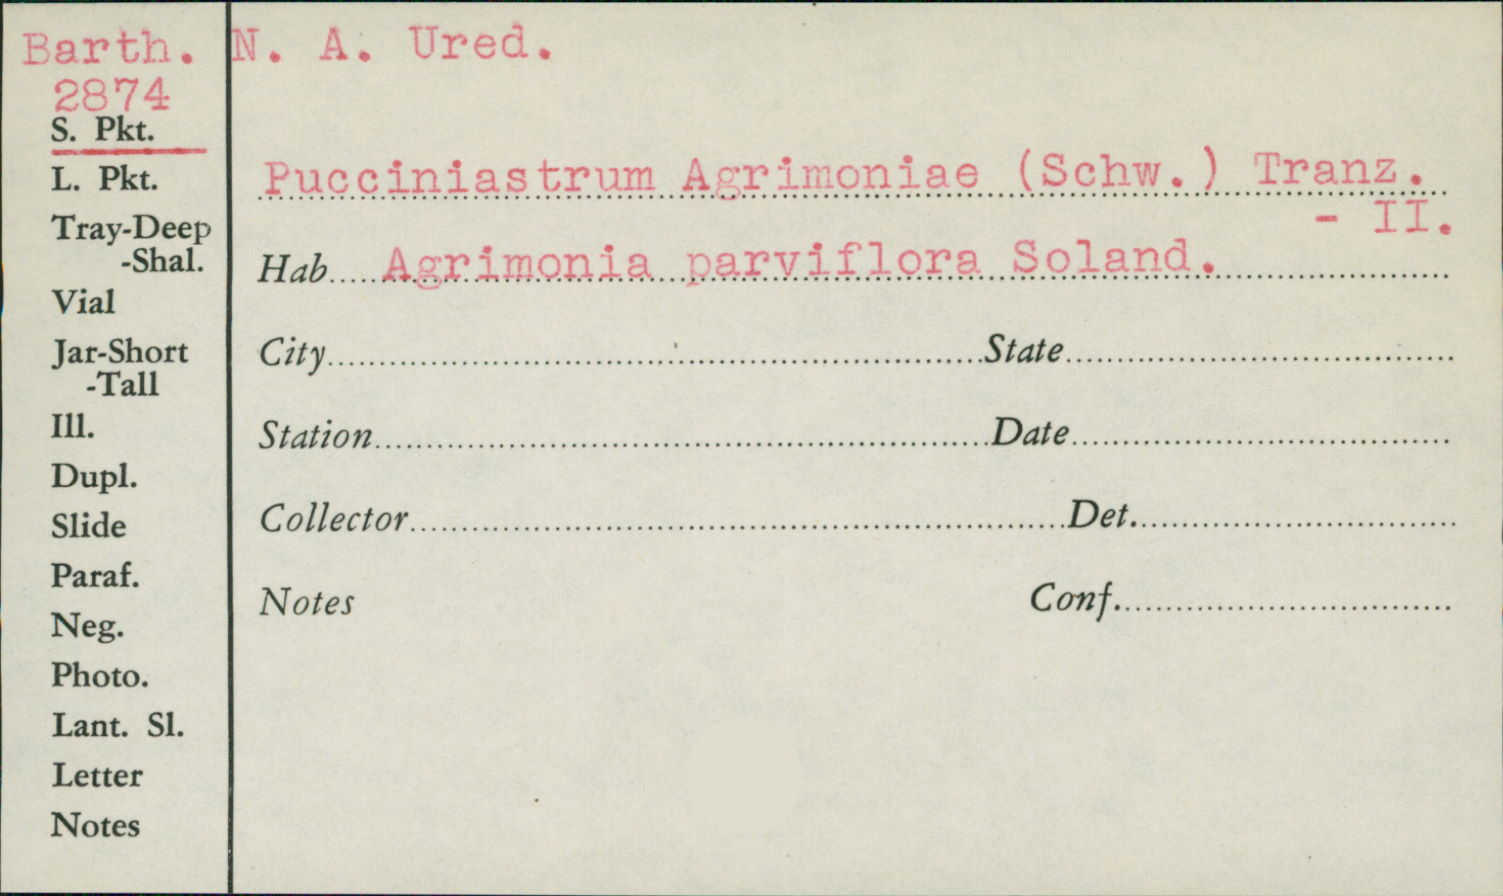 Barth. N. A. Ured.
2874
S. Pkt.
L. Pkt.
Tray-Deep
-Shal.
Vial
Jar-Short
-Tall
Ill.
Dupl.
Slide
Paraf.
Neg.
Photo.
Lant. Sl.
Letter
Notes
Pucciniastrum Agrimoniae (Schw.) Tranz.
- II.
Hab. Agrimonia parviflora Soland.
City State
Station Date
Collector Det.
Notes Conf.